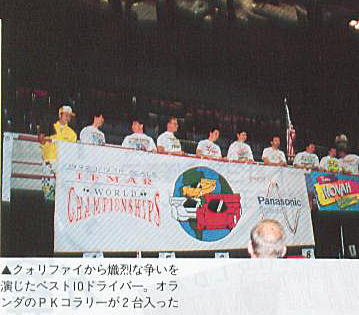 IFMAR
WORLD
CHAMPIONSHIPS
Panasonic
NOVAK
▲クォリファイから熾烈な争いを
演じたベスト10ドライバー。オラ
ンダのPKコラリーが2台入った